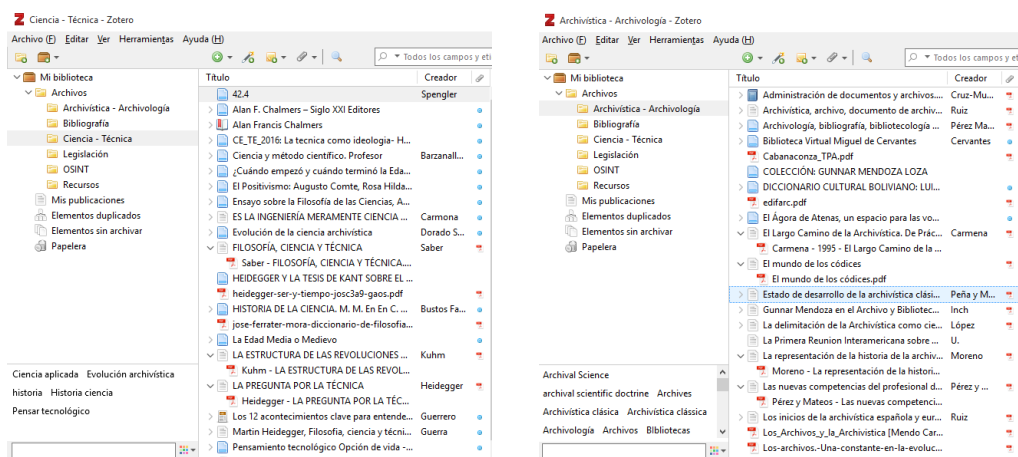 Ciencia - Técnica - Zotero
Archivo (F) Editar Ver Herramientas Ayuda (H)
Todos los campos y eti
Mi biblioteca
Archivos
Archivística - Archivología
Bibliografía
Ciencia - Técnica
Legislación
OSINT
Recursos
Mis publicaciones
Elementos duplicados
Elementos sin archivar
Papelera
Ciencia aplicada Evolución archivística
historia Historia ciencia
Pensar tecnológico
Título Creador
42.4 Spengler
Alan F. Chalmers – Siglo XXI Editores
Alan Francis Chalmers
CE_TE_2016: La tecnica como ideologia- H...
Ciencia y método científico. Profesor Barzanall...
¿Cuándo empezó y cuándo terminó la Eda...
El Positivismo: Augusto Comte, Rosa Hilda...
Ensayo sobre la Filosofía de las Ciencias, A...
ES LA INGENIERÍA MERAMENTE CIENCIA ... Carmona
Evolución de la ciencia archivística Dorado S...
FILOSOFÍA, CIENCIA Y TÉCNICA Saber
Saber - FILOSOFÍA, CIENCIA Y TÉCNICA....
HEIDEGGER Y LA TESIS DE KANT SOBRE EL ...
heidegger-ser-y-tiempo-josc3a9-gaos.pdf
HISTORIA DE LA CIENCIA. M. M. En En C. ... Bustos Fa...
jose-ferrater-mora-diccionario-de-filosofia...
La Edad Media o Medievo
LA ESTRUCTURA DE LAS REVOLUCIONES ... Kuhm
Kuhm - LA ESTRUCTURA DE LAS REVOL...
LA PREGUNTA POR LA TÉCNICA Heidegger
Heidegger - LA PREGUNTA POR LA TÉC...
Los 12 acontecimientos clave para entende... Guerrero
Martin Heidegger, Filosofia, ciencia y técni... Guerra
Pensamiento tecnológico Opción de vida -...
Archivística - Archivología - Zotero
Archivo (F) Editar Ver Herramientas Ayuda (H)
Todos los campos y et
Mi biblioteca
Archivos
Archivística - Archivología
Bibliografía
Ciencia - Técnica
Legislación
OSINT
Recursos
Mis publicaciones
Elementos duplicados
Elementos sin archivar
Papelera
Archival Science
archival scientific doctrine Archives
Archivística clásica Archivística clássica
Archivología Archivos BIbliotecas
Título Creador
Administración de documentos y archivos.... Cruz-Mu...
Archivística, archivo, documento de archiv... Ruiz
Archivología, bibliografía, bibliotecología ... Pérez Ma...
Biblioteca Virtual Miguel de Cervantes Cervantes
Cabanaconza_TPA.pdf
COLECCIÓN: GUNNAR MENDOZA LOZA
DICCIONARIO CULTURAL BOLIVIANO: LUI...
edifarc.pdf
El Ágora de Atenas, un espacio para las vo...
El Largo Camino de la Archivística. De Prác... Carmena
Carmena - 1995 - El Largo Camino de la ...
El mundo de los códices
El mundo de los códices.pdf
Estado de desarrollo de la archivística clási... Peña y M...
Gunnar Mendoza en el Archivo y Bibliotec... Inch
La delimitación de la Archivística como cie... López
La Primera Reunion Interamericana sobre ... U.
La representación de la historia de la archiv... Moreno
Moreno - La representación de la histori...
Las nuevas competencias del profesional d... Pérez y ...
Pérez y Mateos - Las nuevas competenci...
Los inicios de la archivística española y eur... Ruiz
Los_Archivos_y_la_Archivistica [Mendo Car...
Los-archivos.-Una-constante-en-la-evoluc...